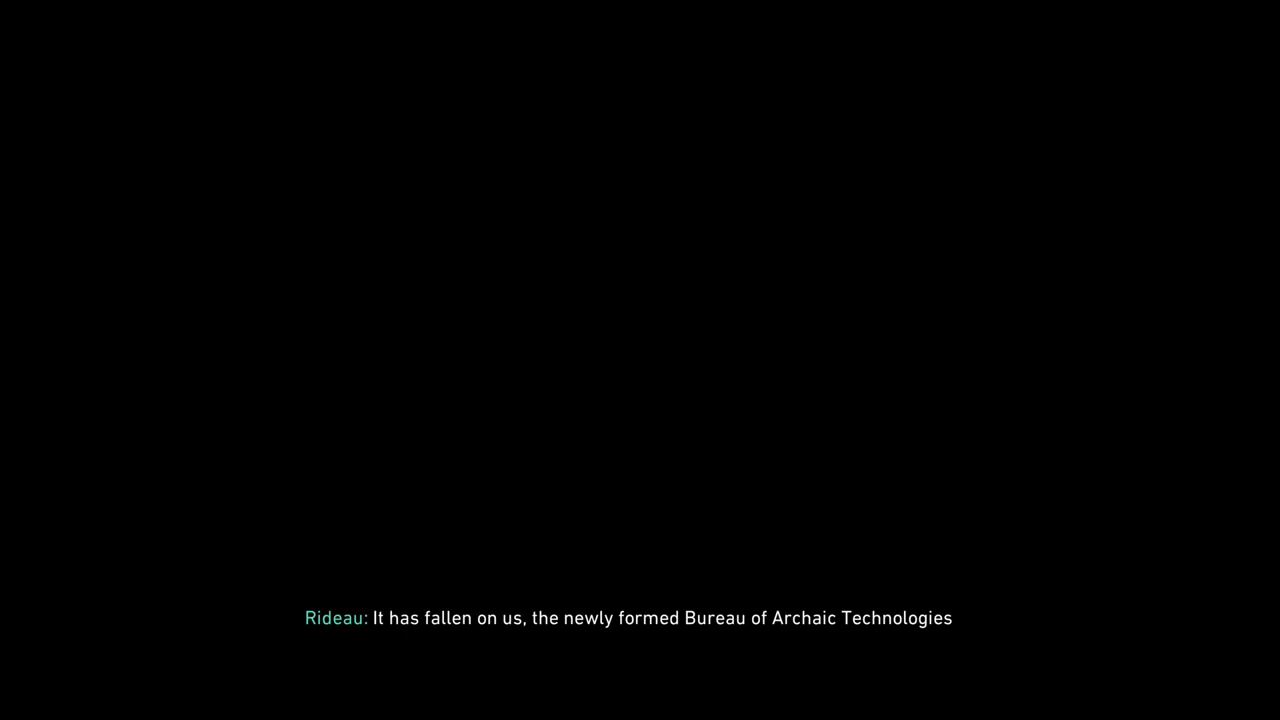 Rideau: It has fallen on us, the newly formed Bureau of Archaic Technologies